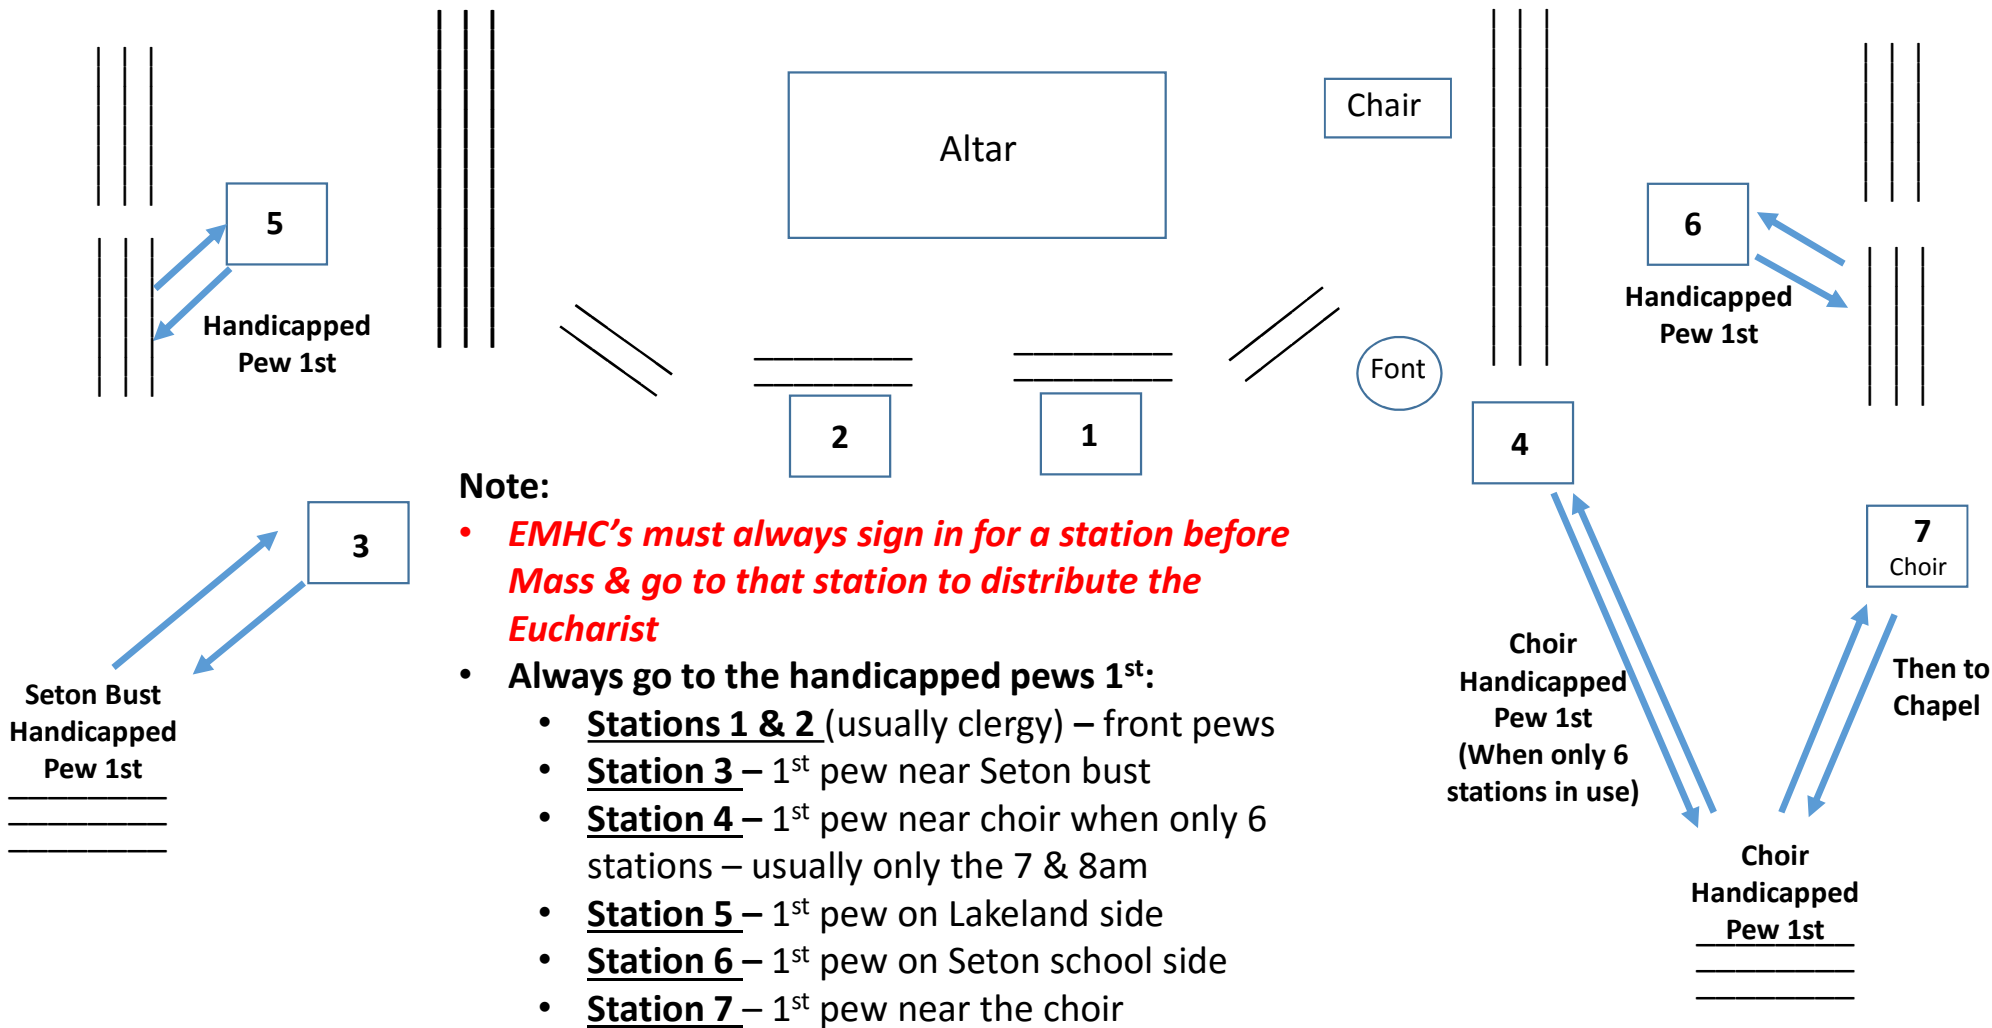 Altar
Chair
5
6
Handicapped
Pew 1st
Handicapped
Pew 1st
Font
2
1
4
3
7
Choir
Note:
• EMHC’s must always sign in for a station before
Mass & go to that station to distribute the
Eucharist
• Always go to the handicapped pews 1st:
• Stations 1 & 2 (usually clergy) – front pews
• Station 3 – 1st pew near Seton bust
• Station 4 – 1st pew near choir when only 6
stations – usually only the 7 & 8am
• Station 5 – 1st pew on Lakeland side
• Station 6 – 1st pew on Seton school side
• Station 7 – 1st pew near the choir
Seton Bust
Handicapped
Pew 1st
Choir
Handicapped
Pew 1st
(When only 6
stations in use)
Then to
Chapel
Choir
Handicapped
Pew 1st